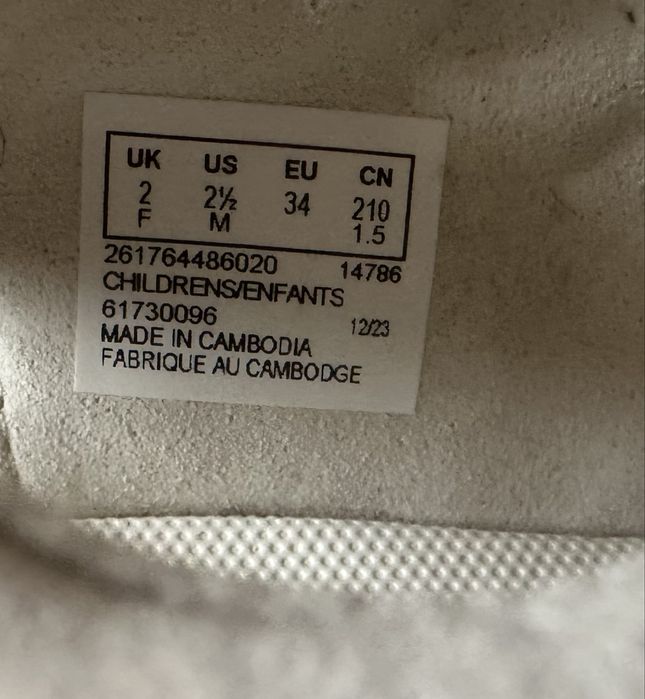 UK US EU CN
2 2½ 34 210
F M 1.5
261764486020 14786
CHILDRENS/ENFANTS
61730096 12/23
MADE IN CAMBODIA
FABRIQUE AU CAMBODGE